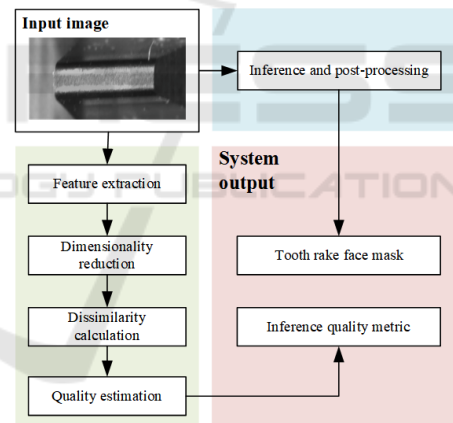 Input image
Inference and post-processing
Feature extraction
System
output
Dimensionality
reduction
Tooth rake face mask
Dissimilarity
calculation
Inference quality metric
Quality estimation